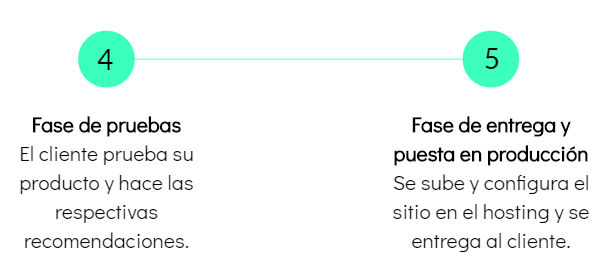 4
Fase de pruebas
El cliente prueba su
producto y hace las
respectivas
recomendaciones.
5
Fase de entrega y
puesta en producción
Se sube y configura el
sitio en el hosting y se
entrega al cliente.